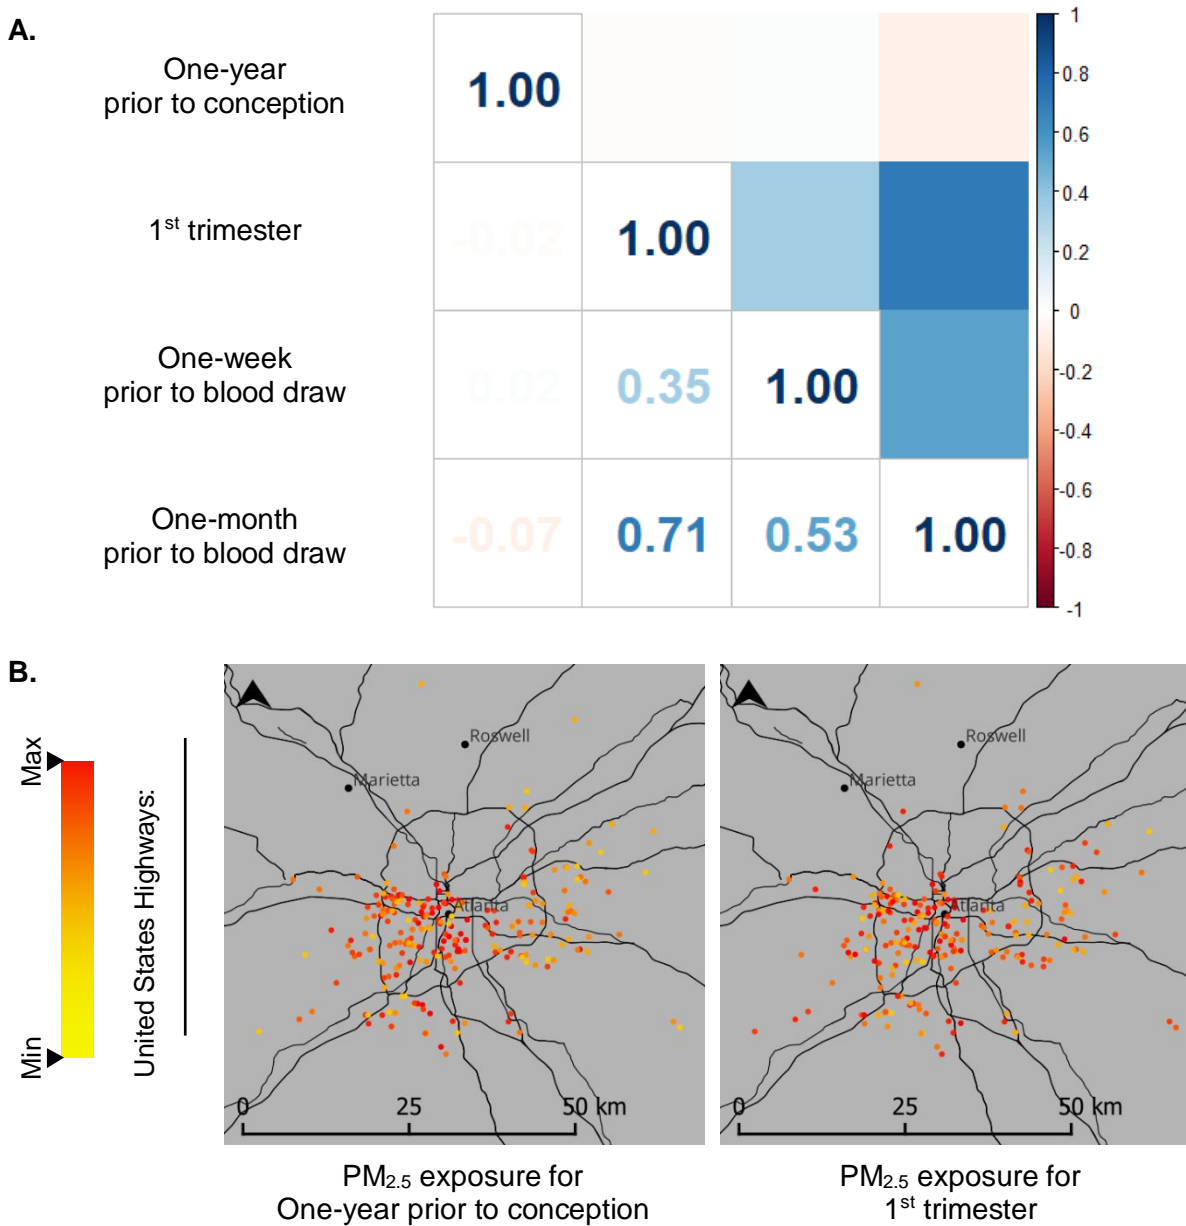 A.
One-year
prior to conception
1.00
1st trimester
-0.02
1.00
One-week
prior to blood draw
0.02
0.35
1.00
One-month
prior to blood draw
-0.07
0.71
0.53
1.00
1
0.8
0.6
0.4
0.2
0
-0.2
-0.4
-0.6
-0.8
-1
B.
Max
Min
United States Highways:
Roswell
Marietta
Atlanta
0 25 50 km
PM2.5 exposure for
One-year prior to conception
Roswell
Marietta
Atlanta
0 25 50 km
PM2.5 exposure for
1st trimester